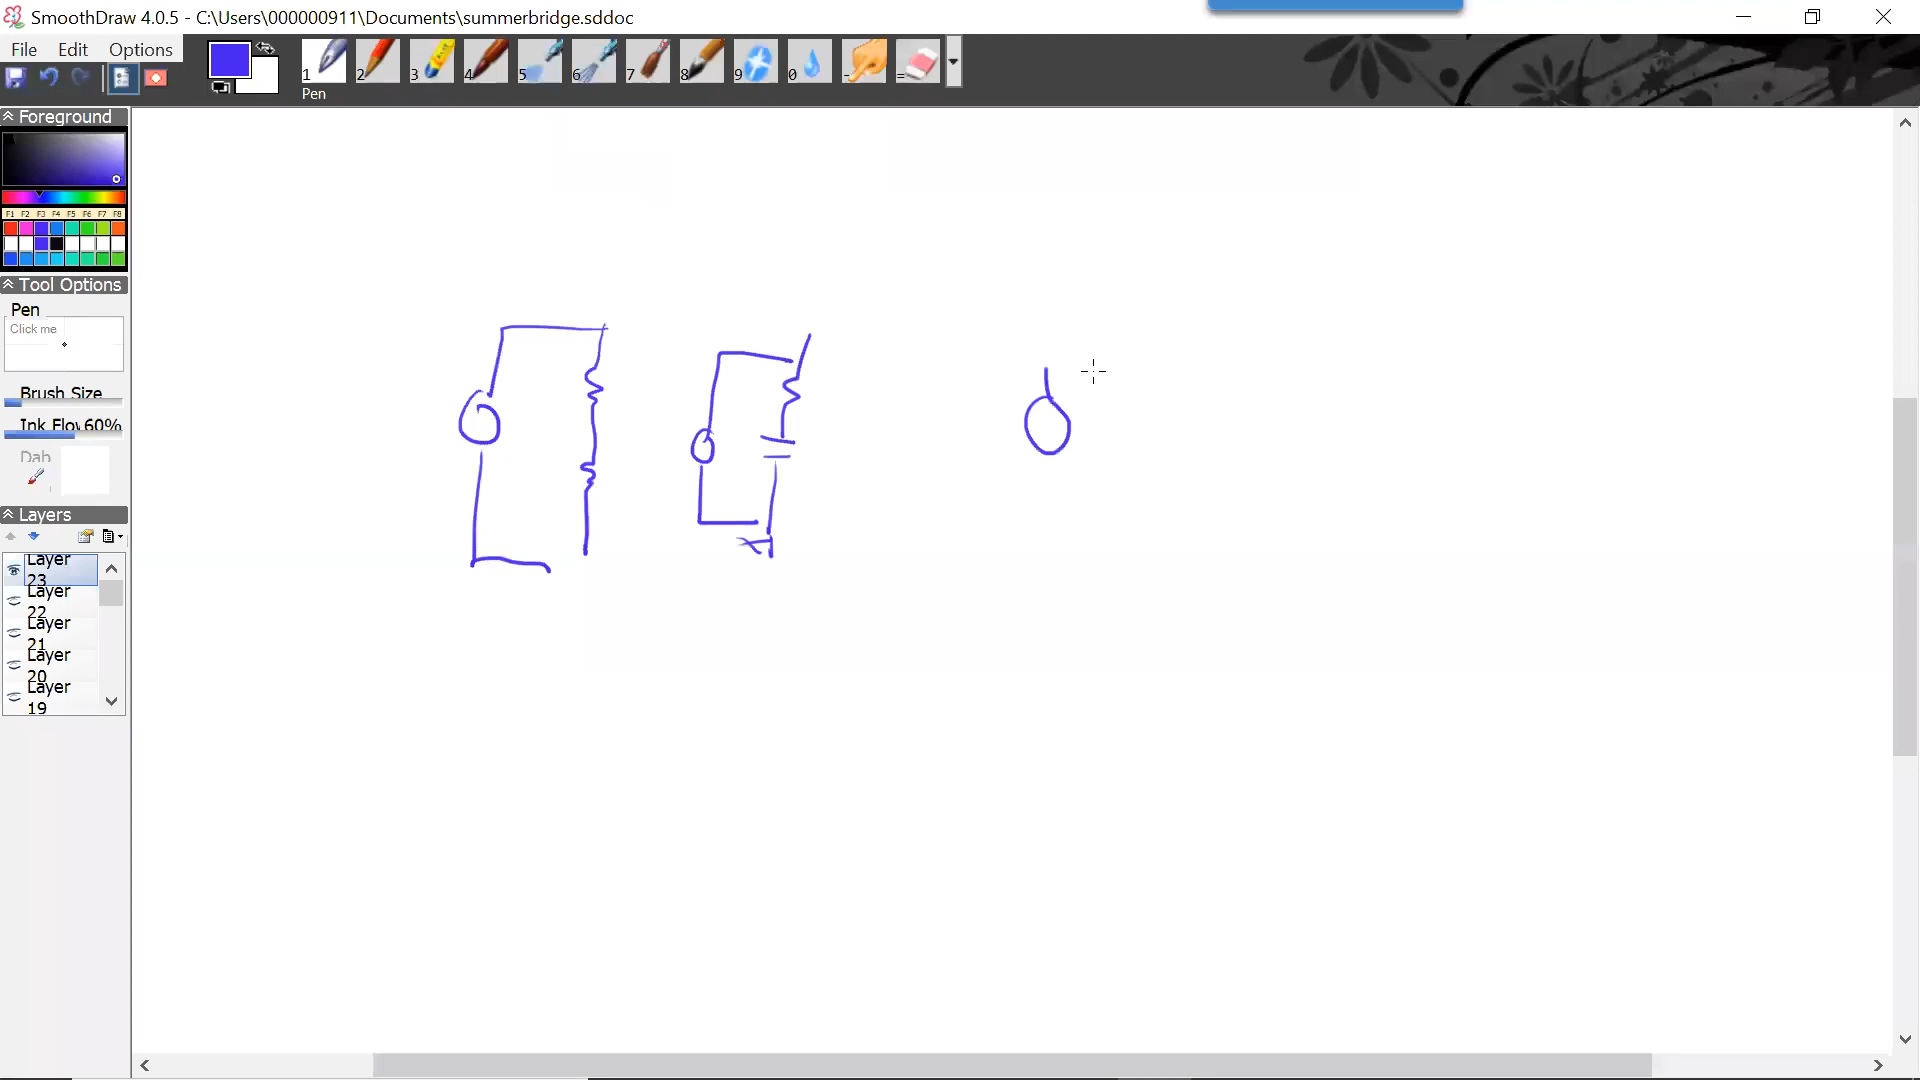 SmoothDraw 4.0.5 - C:\Users\000000911\Documents\summerbridge.sddoc
File Edit Options
1 2 3 4 5 6 7 8 9 0 - =
Pen
Foreground
F1 F2 F3 F4 F5 F6 F7 F8
Tool Options
Pen
Click me
Brush Size
Ink Flow 60%
Dab
Layers
Layer 23
Layer 22
Layer 21
Layer 20
Layer 19